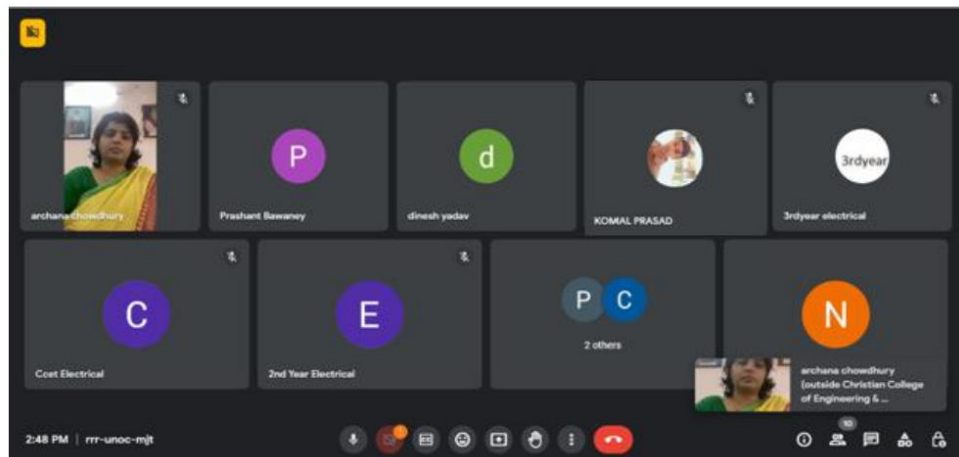 archana chowdhury
P
Prashant Bawaney
d
dinesh yadav
KOMAL PRASAD
3rdyear
3rdyear electrical
C
Ccet Electrical
E
2nd Year Electrical
P C
2 others
N
archana chowdhury
(outside Christian College
of Engineering & ...
2:48 PM | rrr-unoc-mjt
10